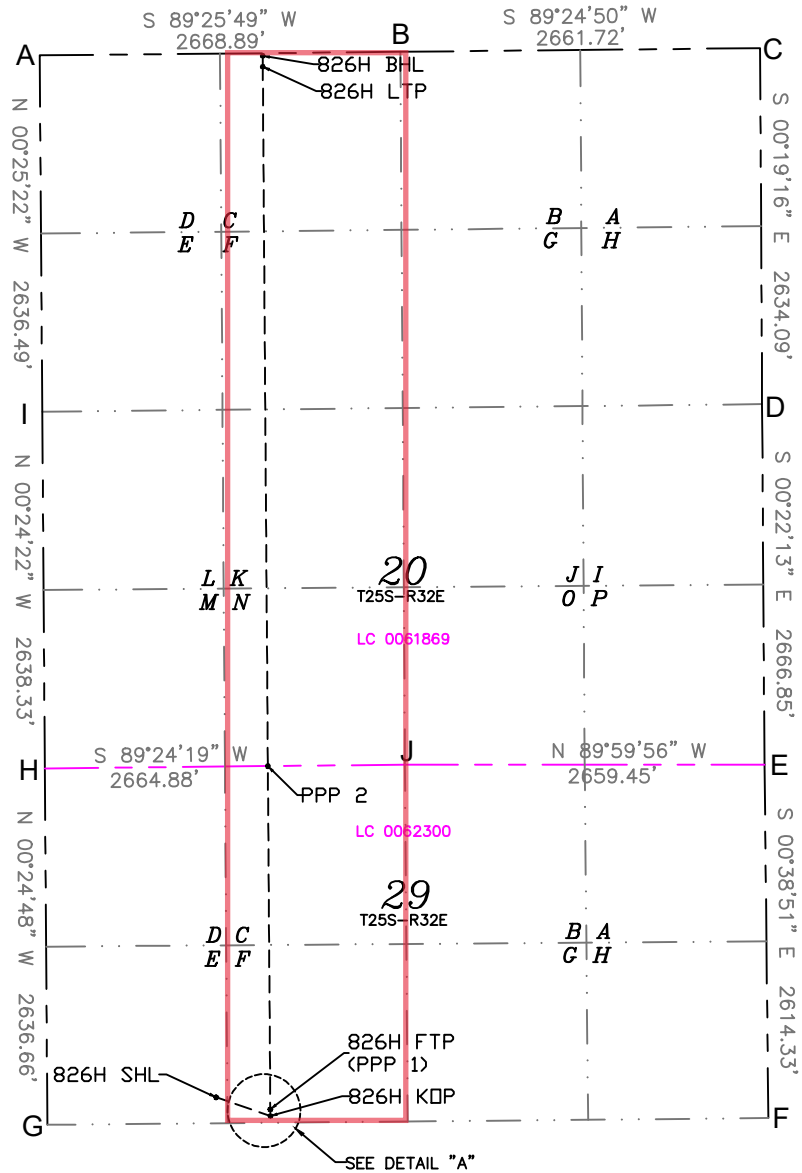 S 89°25'49" W
2668.89'
S 89°24'50" W
2661.72'
A
B
C
826H BHL
826H LTP
N 00°25'22" W 2636.49'
S 00°19'16" E 2634.09'
D C
E F
B A
G H
I
D
N 00°24'22" W 2638.33'
S 00°22'13" E 2666.85'
L K
M N
20
T25S-R32E
J I
O P
LC 0061869
H
S 89°24'19" W
2664.88'
J
N 89°59'56" W
2659.45'
E
PPP 2
LC 0062300
N 00°24'48" W 2636.66'
S 00°38'51" E 2614.33'
29
T25S-R32E
D C
E F
B A
G H
826H FTP
(PPP 1)
826H SHL
826H KOP
G
F
SEE DETAIL "A"